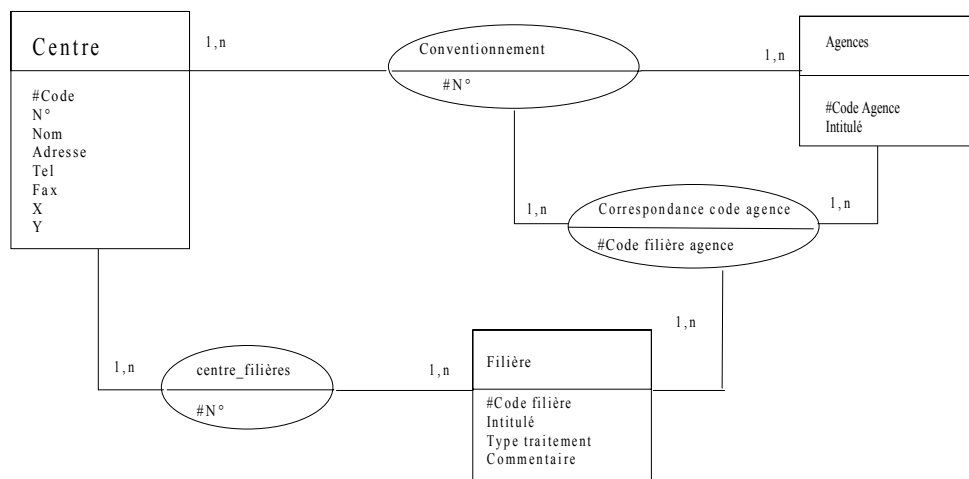 Centre
#Code
N°
Nom
Adresse
Tel
Fax
X
Y
1,n
Conventionnement
#N°
1,n
Agences
#Code Agence
Intitulé
1,n
Correspondance code agence
#Code filière agence
1,n
1,n
1,n
centre_filières
#N°
1,n
Filière
#Code filière
Intitulé
Type traitement
Commentaire